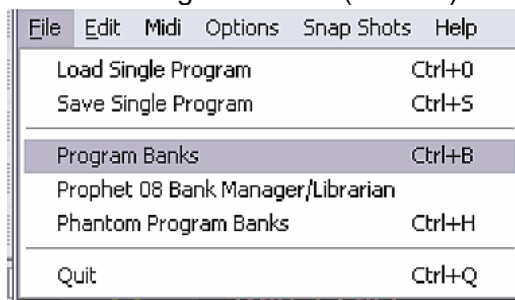 File Edit Midi Options Snap Shots Help
Load Single Program Ctrl+0
Save Single Program Ctrl+S
Program Banks Ctrl+B
Prophet 08 Bank Manager/Librarian
Phantom Program Banks Ctrl+H
Quit Ctrl+Q